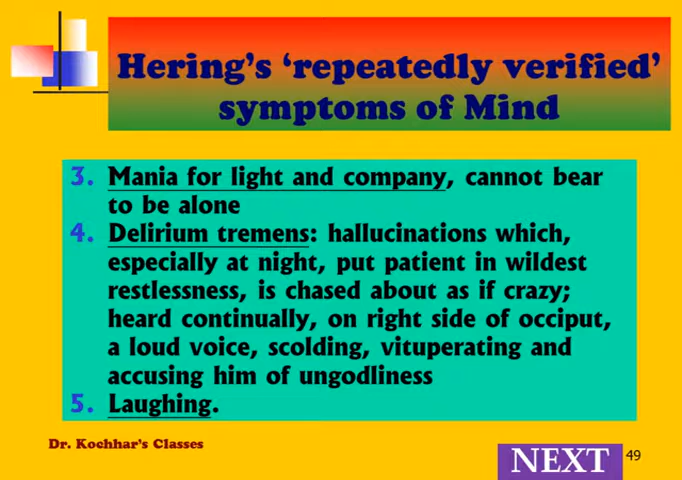 Hering's 'repeatedly verified'
symptoms of Mind
3. Mania for light and company, cannot bear
to be alone
4. Delirium tremens: hallucinations which,
especially at night, put patient in wildest
restlessness, is chased about as if crazy;
heard continually, on right side of occiput,
a loud voice, scolding, vituperating and
accusing him of ungodliness
5. Laughing.
Dr. Kochhar's Classes
NEXT
49